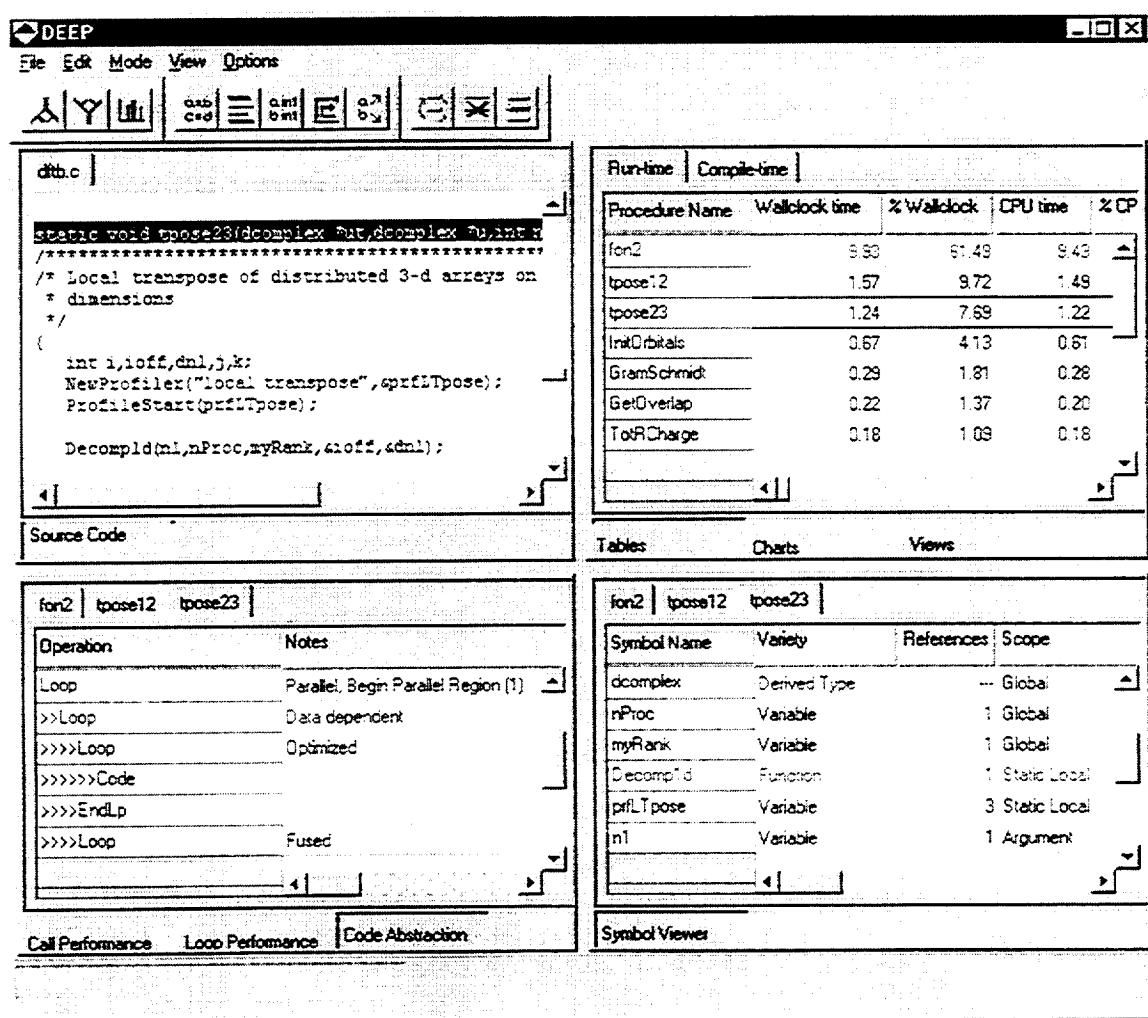 DEEP
File Edit Mode View Options
dftb.c
static void tpose23(dcomplex *ut,dcomplex *u,int n
/***********************************************
/* Local transpose of distributed 3-d arrays on
* dimensions
*/
{
int i,ioff,dn1,j,k;
NewProfiler("local transpose",&prfLTpose);
ProfileStart(prfLTpose);
Decomp1d(n1,nProc,myRank,&ioff,&dn1);
Source Code
Run-time Compile-time
Procedure Name Wallclock time % Wallclock CPU time % CP
fon2 9.93 61.49 9.43
tpose12 1.57 9.72 1.49
tpose23 1.24 7.69 1.22
InitOrbitals 0.67 4.13 0.61
GramSchmidt 0.29 1.81 0.28
GetOverlap 0.22 1.37 0.20
TotRCharge 0.18 1.09 0.18
Tables Charts Views
fon2 tpose12 tpose23
Operation Notes
Loop Parallel, Begin Parallel Region (1)
>>Loop Data dependent
>>>>Loop Optimized
>>>>>>Code
>>>>EndLp
>>>>Loop Fused
Call Performance Loop Performance Code Abstraction
fon2 tpose12 tpose23
Symbol Name Variety References Scope
dcomplex Derived Type --- Global
nProc Variable 1 Global
myRank Variable 1 Global
Decomp1d Function 1 Static Local
prfLTpose Variable 3 Static Local
n1 Variable 1 Argument
Symbol Viewer